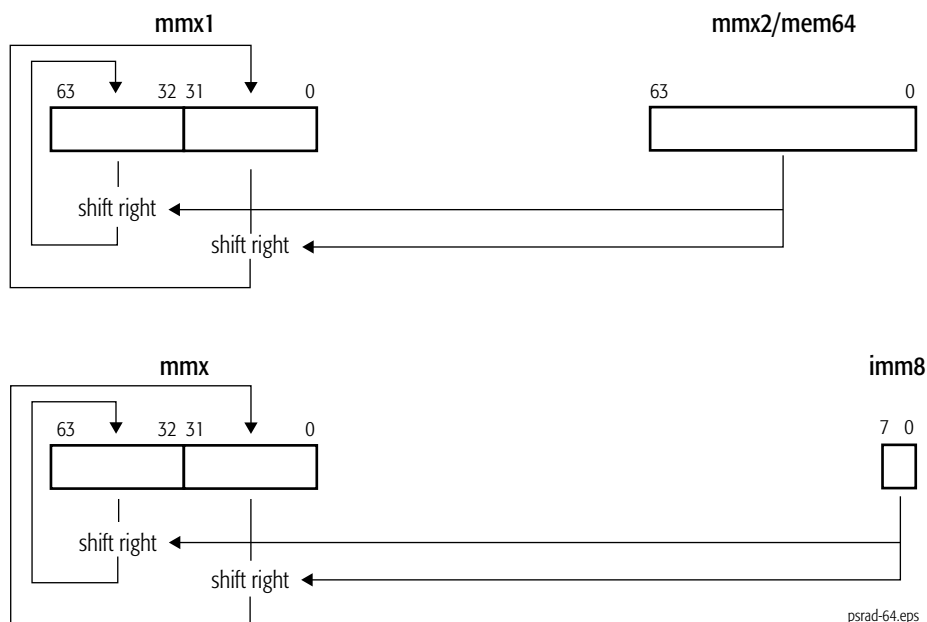 mmx1 mmx2/mem64
63 32 31 0 63 0
shift right
shift right
mmx imm8
63 32 31 0 7 0
shift right
shift right
psrad-64.eps